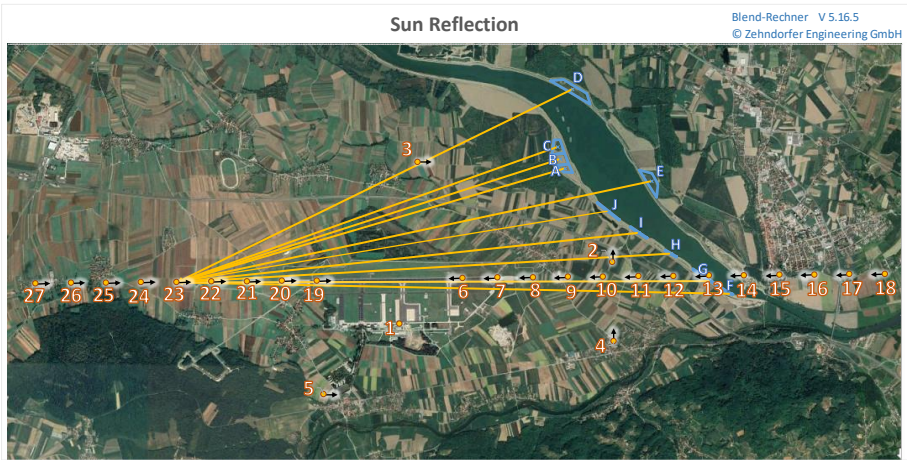 Sun Reflection
Blend-Rechner V 5.16.5
© Zehndorfer Engineering GmbH
D
3
C
B
A
E
J
I
2
H
G
27 26 25 24 23 22 21 20 19 6 7 8 9 10 11 12 13 14 15 16 17 18
F
1
4
5